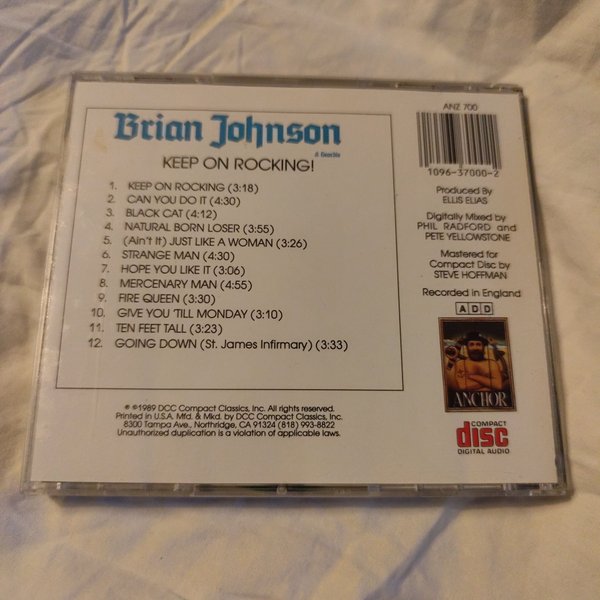 Brian Johnson
& Geordie
KEEP ON ROCKING!
1. KEEP ON ROCKING (3:18)
2. CAN YOU DO IT (4:30)
3. BLACK CAT (4:12)
4. NATURAL BORN LOSER (3:55)
5. (Ain't It) JUST LIKE A WOMAN (3:26)
6. STRANGE MAN (4:30)
7. HOPE YOU LIKE IT (3:06)
8. MERCENARY MAN (4:55)
9. FIRE QUEEN (3:30)
10. GIVE YOU 'TILL MONDAY (3:10)
11. TEN FEET TALL (3:23)
12. GOING DOWN (St. James Infirmary) (3:33)
℗ ©1989 DCC Compact Classics, Inc. All rights reserved.
Printed in U.S.A. Mfd. & Mkd. by DCC Compact Classics, Inc.
8300 Tampa Ave., Northridge, CA 91324 (818) 993-8822
Unauthorized duplication is a violation of applicable laws.
ANZ 700
1096-37000-2
Produced By
ELLIS ELIAS
Digitally Mixed by
PHIL RADFORD and
PETE YELLOWSTONE
Mastered for
Compact Disc by
STEVE HOFFMAN
Recorded in England
A D D
ANCHOR
COMPACT
disc
DIGITAL AUDIO